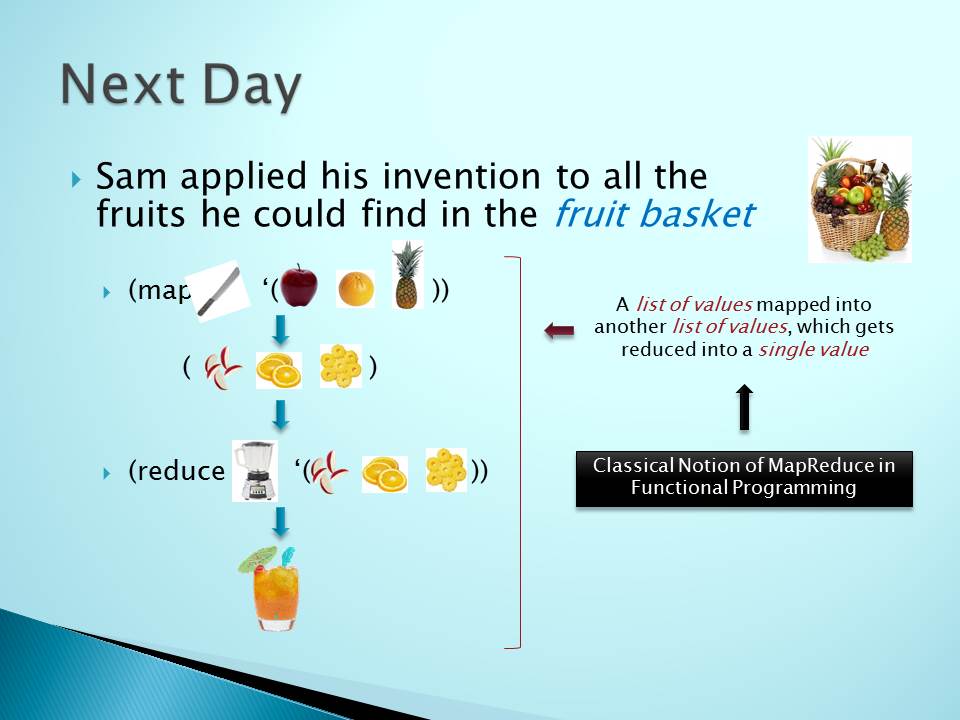 Next Day
Sam applied his invention to all the
fruits he could find in the fruit basket
(map ‘( ))
( )
(reduce ‘( ))
A list of values mapped into
another list of values, which gets
reduced into a single value
Classical Notion of MapReduce in
Functional Programming